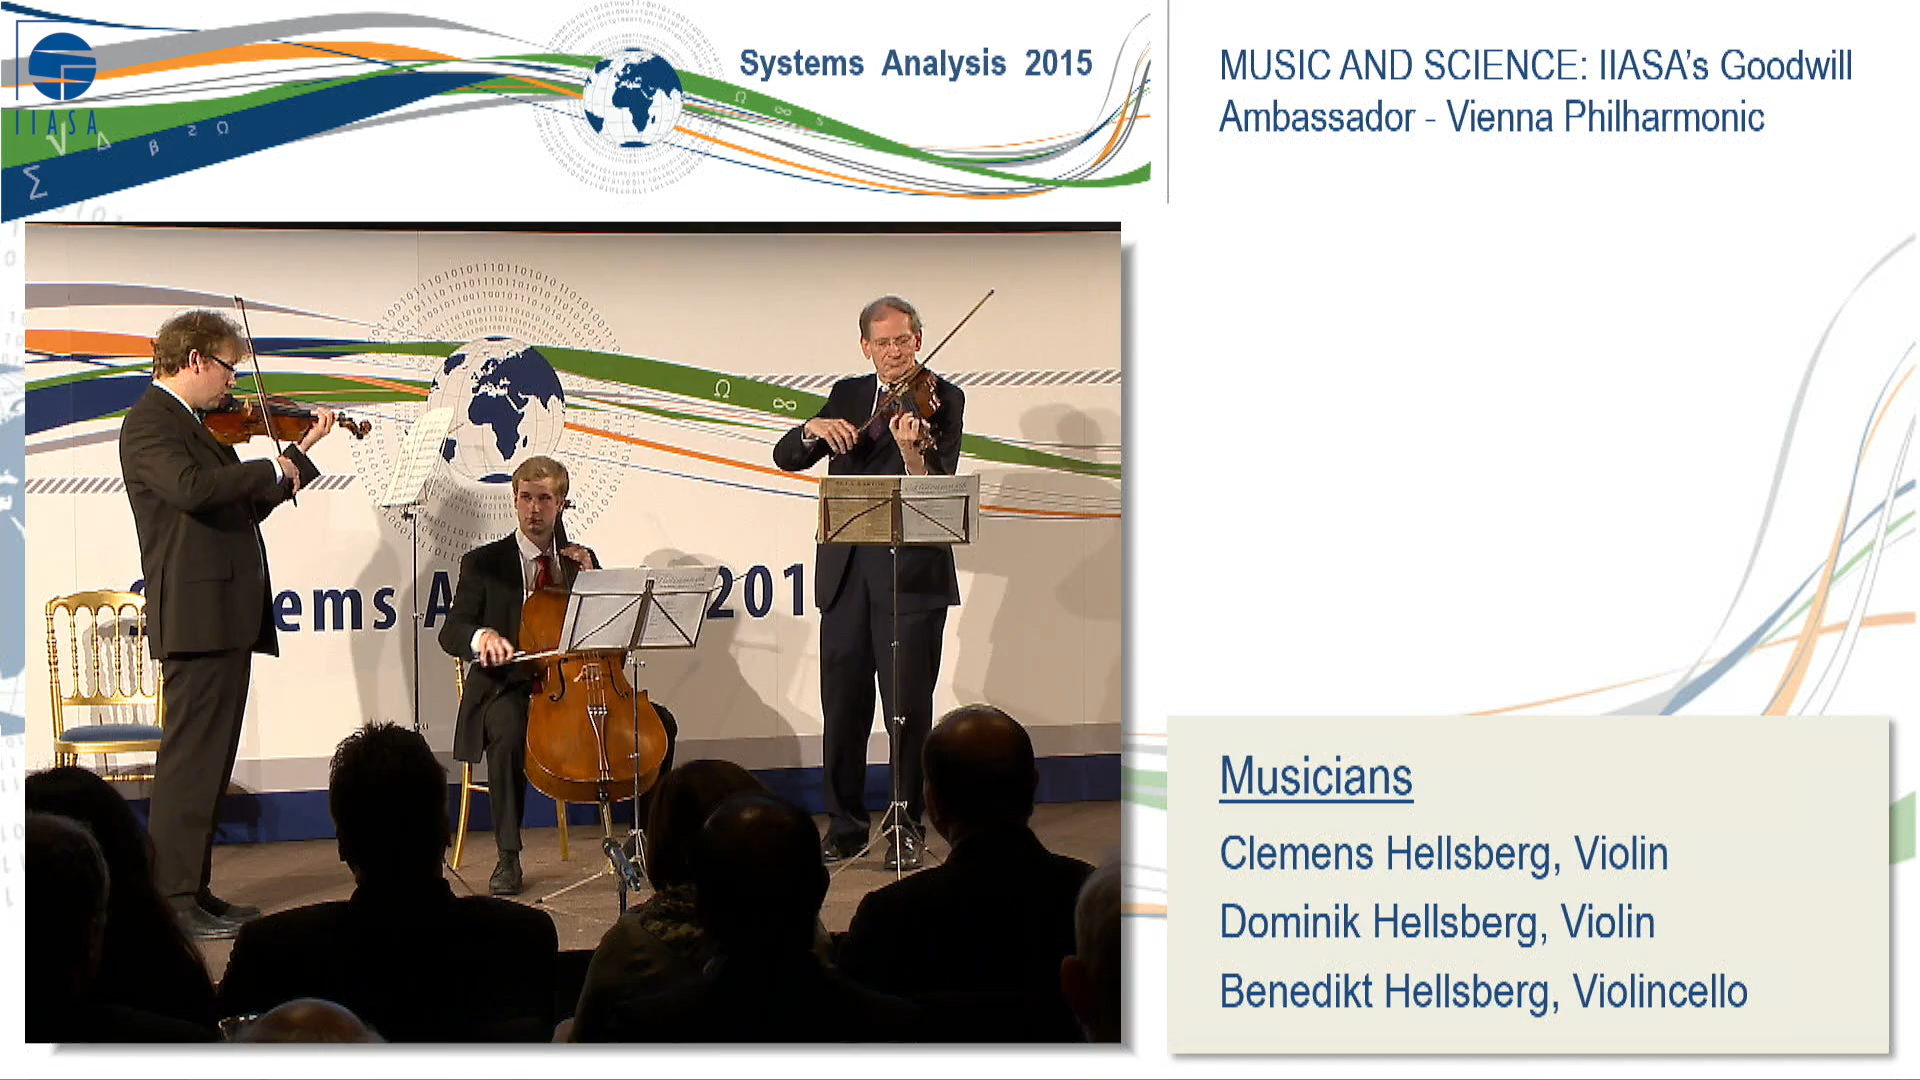 IIASA
Systems Analysis 2015
MUSIC AND SCIENCE: IIASA's Goodwill
Ambassador - Vienna Philharmonic
ems A 201
Musicians
Clemens Hellsberg, Violin
Dominik Hellsberg, Violin
Benedikt Hellsberg, Violincello